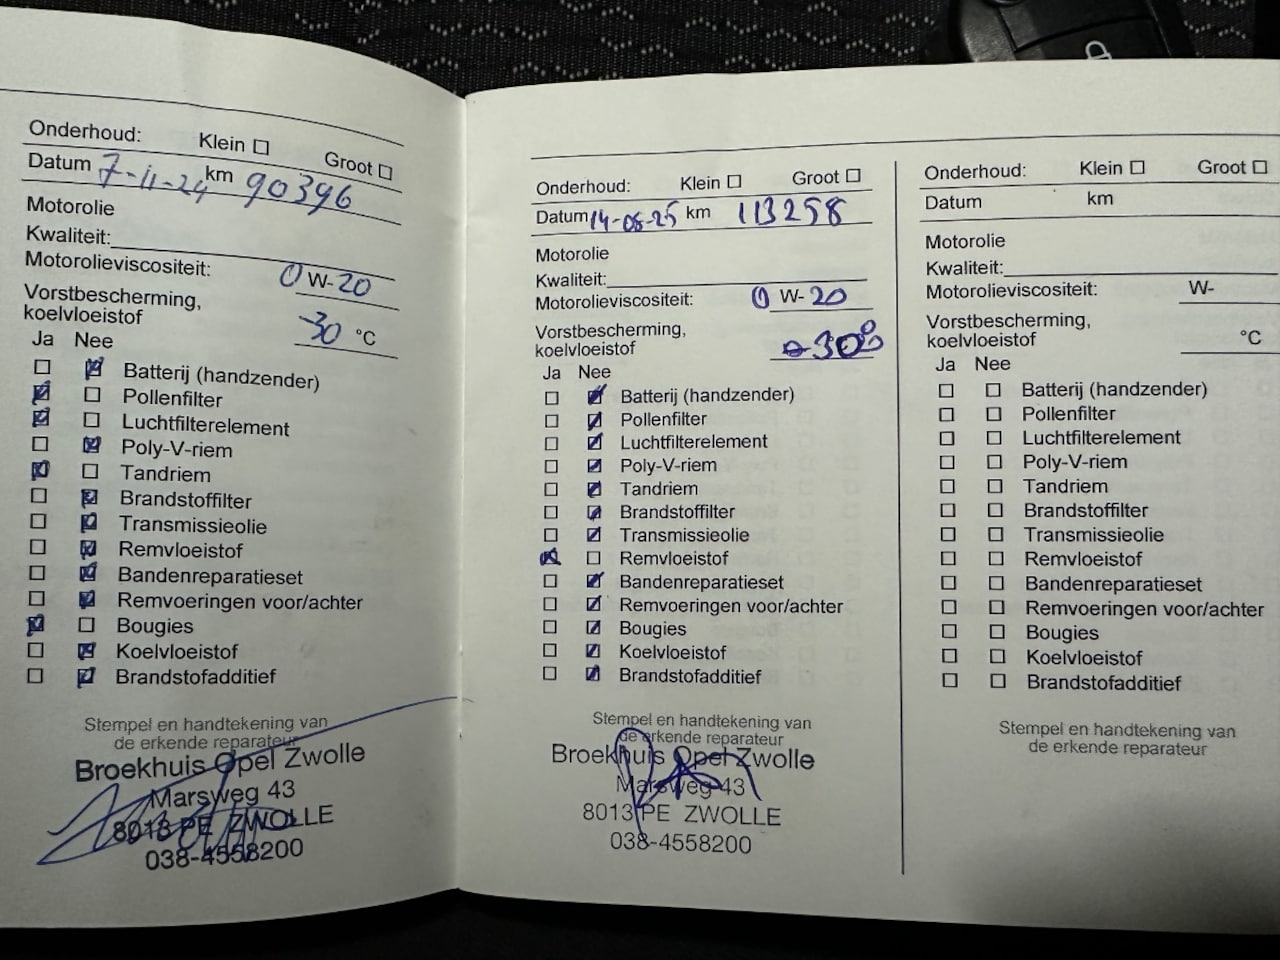 Onderhoud: Klein ☐ Groot ☐
Datum 7-11-24 km 90396
Motorolie
Kwaliteit:
Motorolieviscositeit: 0 W-20
Vorstbescherming,
koelvloeistof -30 °C
Ja Nee
☐ ☑ Batterij (handzender)
☑ ☐ Pollenfilter
☑ ☐ Luchtfilterelement
☐ ☑ Poly-V-riem
☑ ☐ Tandriem
☐ ☑ Brandstoffilter
☐ ☑ Transmissieolie
☐ ☑ Remvloeistof
☐ ☑ Bandenreparatieset
☐ ☑ Remvoeringen voor/achter
☑ ☐ Bougies
☐ ☑ Koelvloeistof
☐ ☑ Brandstofadditief
Stempel en handtekening van
de erkende reparateur
Broekhuis Opel Zwolle
Marsweg 43
8013 PE ZWOLLE
038-4558200
Onderhoud: Klein ☐ Groot ☐
Datum 14-08-25 km 113258
Motorolie
Kwaliteit:
Motorolieviscositeit: 0 W-20
Vorstbescherming,
koelvloeistof -30°
Ja Nee
☐ ☑ Batterij (handzender)
☐ ☑ Pollenfilter
☐ ☑ Luchtfilterelement
☐ ☑ Poly-V-riem
☐ ☑ Tandriem
☐ ☑ Brandstoffilter
☐ ☑ Transmissieolie
☑ ☐ Remvloeistof
☐ ☑ Bandenreparatieset
☐ ☑ Remvoeringen voor/achter
☐ ☑ Bougies
☐ ☑ Koelvloeistof
☐ ☑ Brandstofadditief
Stempel en handtekening van
de erkende reparateur
Broekhuis Opel Zwolle
Marsweg 43
8013 PE ZWOLLE
038-4558200
Onderhoud: Klein ☐ Groot ☐
Datum km
Motorolie
Kwaliteit:
Motorolieviscositeit: W-
Vorstbescherming,
koelvloeistof °C
Ja Nee
☐ ☐ Batterij (handzender)
☐ ☐ Pollenfilter
☐ ☐ Luchtfilterelement
☐ ☐ Poly-V-riem
☐ ☐ Tandriem
☐ ☐ Brandstoffilter
☐ ☐ Transmissieolie
☐ ☐ Remvloeistof
☐ ☐ Bandenreparatieset
☐ ☐ Remvoeringen voor/achter
☐ ☐ Bougies
☐ ☐ Koelvloeistof
☐ ☐ Brandstofadditief
Stempel en handtekening van
de erkende reparateur